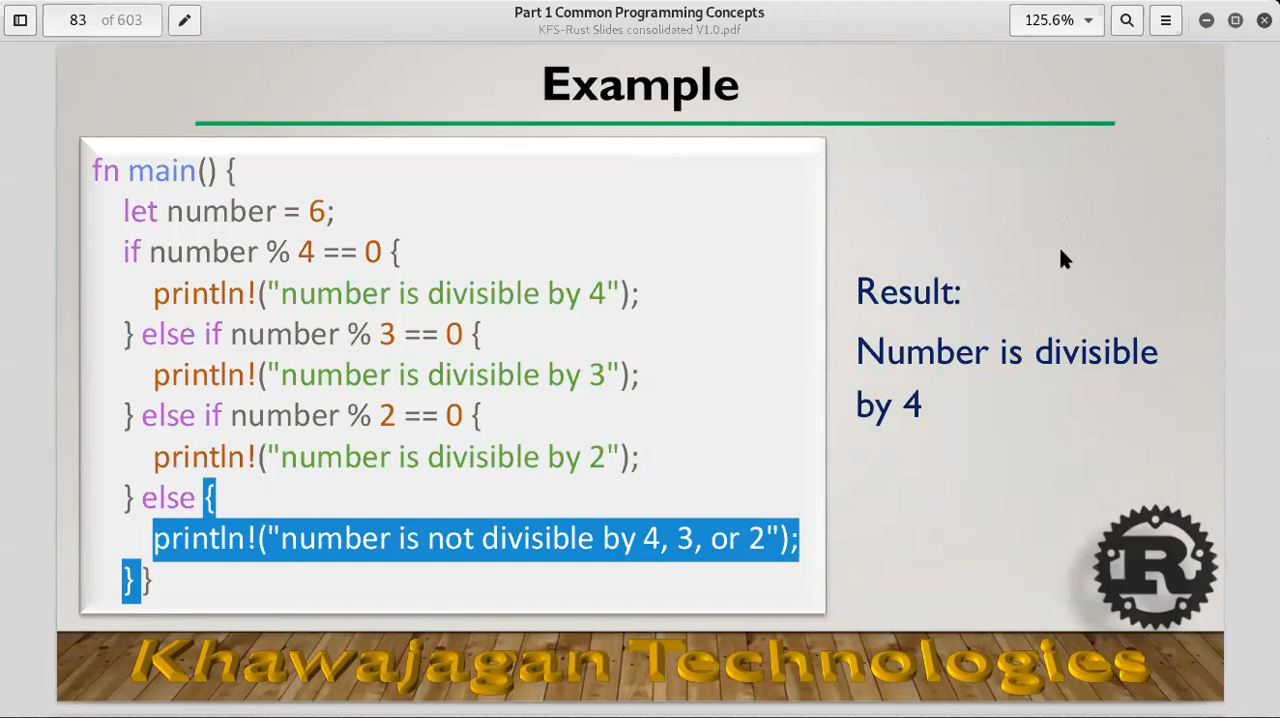 83 of 603
Part 1 Common Programming Concepts
KFS-Rust Slides consolidated V1.0.pdf
125.6%
Example
fn main() {
let number = 6;
if number % 4 == 0 {
println!("number is divisible by 4");
} else if number % 3 == 0 {
println!("number is divisible by 3");
} else if number % 2 == 0 {
println!("number is divisible by 2");
} else {
println!("number is not divisible by 4, 3, or 2");
} }
Result:
Number is divisible
by 4
R
Khawajagan Technologies